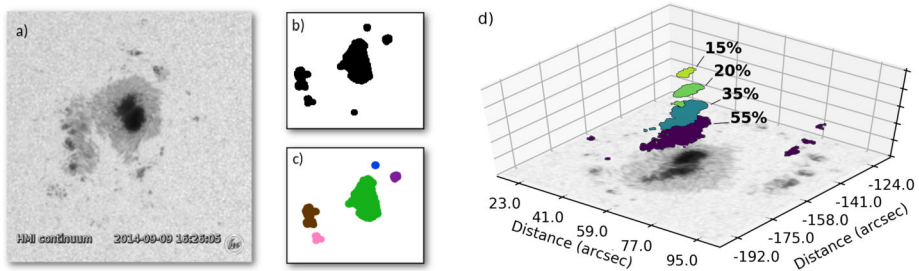 a)
HMI continuum 2014-09-09 16:26:05
b)
c)
d)
15%
20%
35%
55%
23.0
41.0
59.0
77.0
95.0
Distance (arcsec)
-192.0
-175.0
-158.0
-141.0
-124.0
Distance (arcsec)